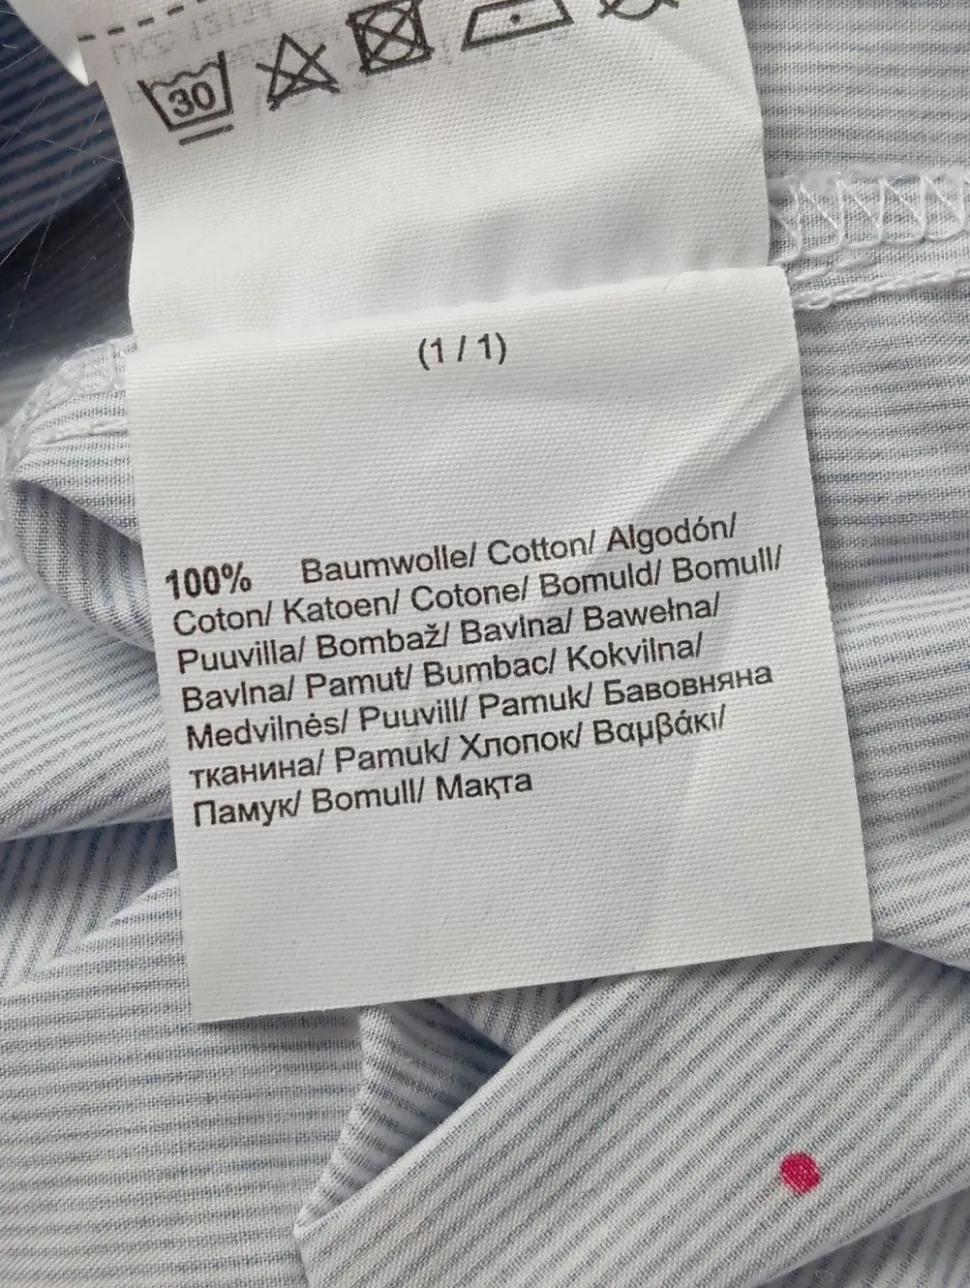 30
(1 / 1)
100% Baumwolle/ Cotton/ Algodón/
Coton/ Katoen/ Cotone/ Bomuld/ Bomull/
Puuvilla/ Bombaž/ Bavlna/ Bawełna/
Bavlna/ Pamut/ Bumbac/ Kokvilna/
Medvilnės/ Puuvill/ Pamuk/ Бавовняна
тканина/ Pamuk/ Хлопок/ Βαμβάκι/
Памук/ Bomull/ Мақта